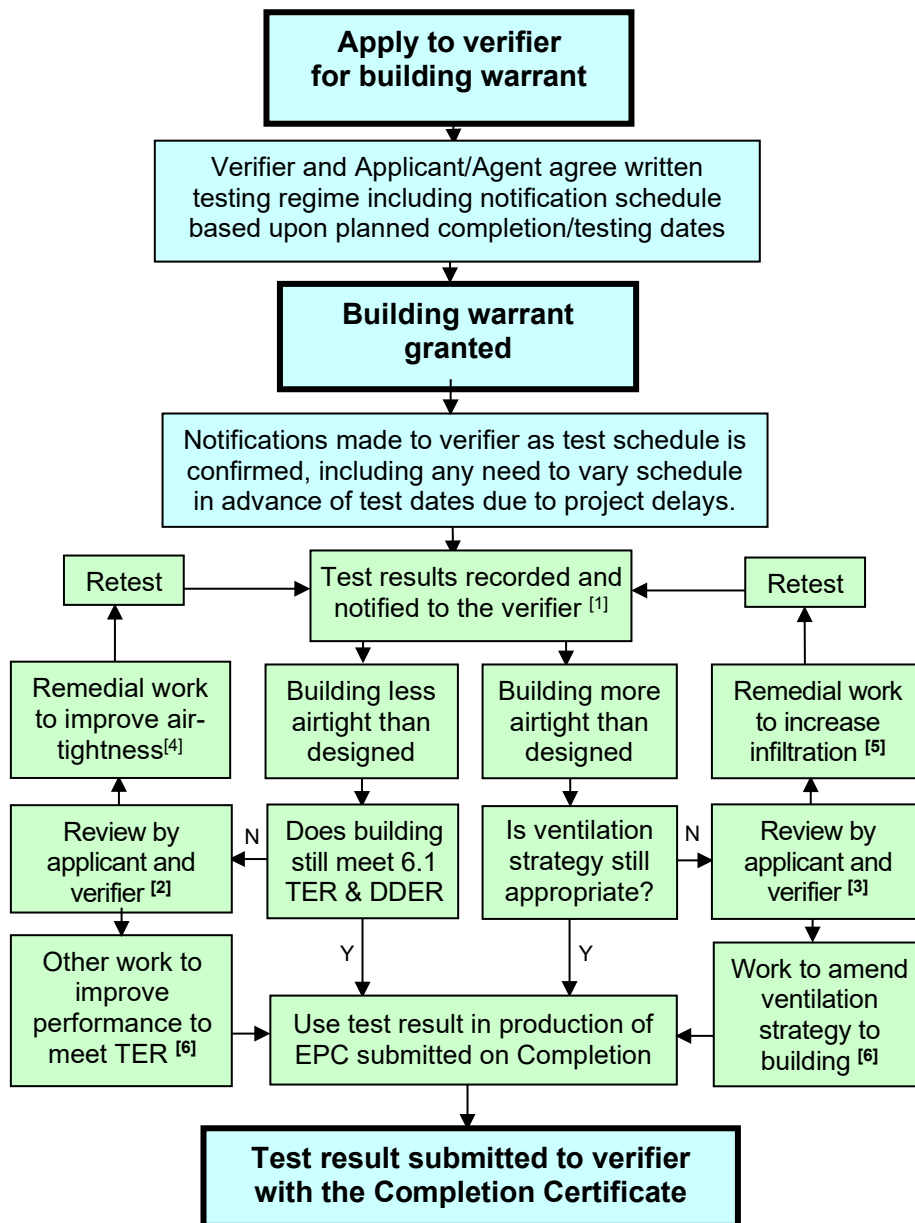 Apply to verifier
for building warrant
Verifier and Applicant/Agent agree written
testing regime including notification schedule
based upon planned completion/testing dates
Building warrant
granted
Notifications made to verifier as test schedule is
confirmed, including any need to vary schedule
in advance of test dates due to project delays.
Retest
Test results recorded and
notified to the verifier [1]
Retest
Remedial work
to improve air-
tightness[4]
Building less
airtight than
designed
Building more
airtight than
designed
Remedial work
to increase
infiltration [5]
Review by
applicant and
verifier [2]
N
Does building
still meet 6.1
TER & DDER
Is ventilation
strategy still
appropriate?
N
Review by
applicant and
verifier [3]
Other work to
improve
performance to
meet TER [6]
Y
Y
Work to amend
ventilation
strategy to
building [6]
Use test result in production of
EPC submitted on Completion
Test result submitted to verifier
with the Completion Certificate